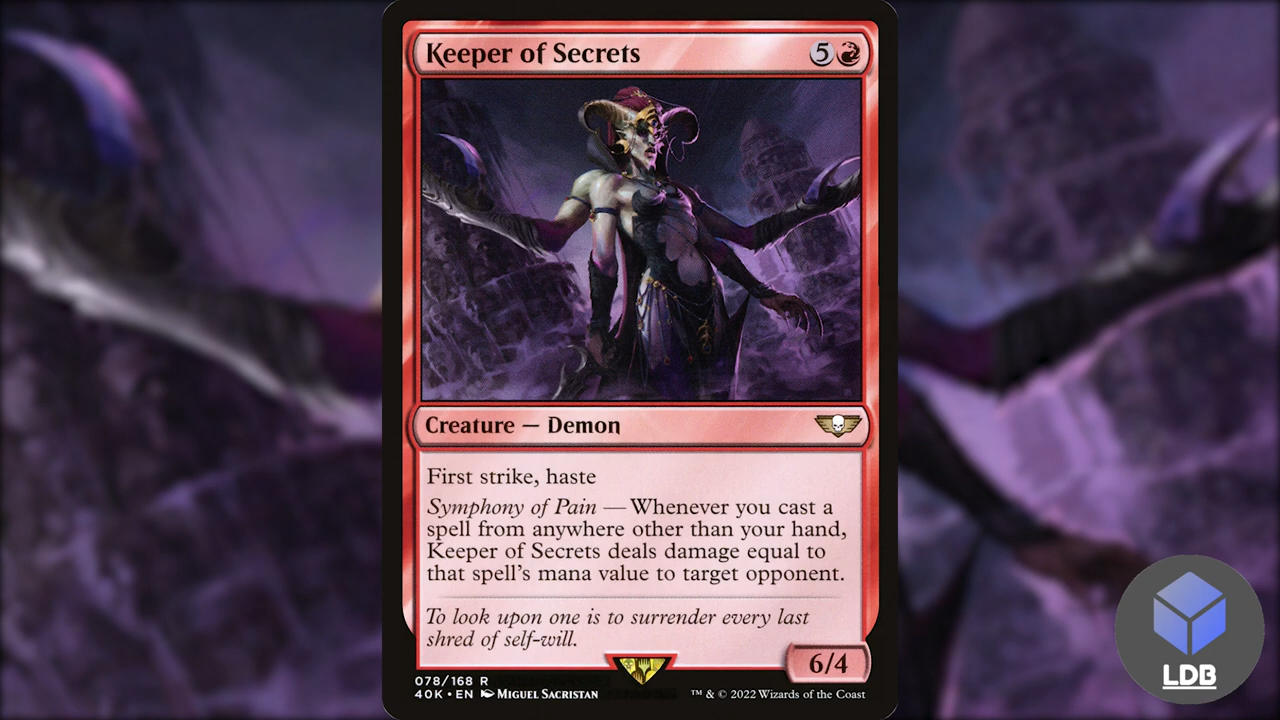 Keeper of Secrets 5
Creature — Demon
First strike, haste
Symphony of Pain — Whenever you cast a
spell from anywhere other than your hand,
Keeper of Secrets deals damage equal to
that spell's mana value to target opponent.
To look upon one is to surrender every last
shred of self-will.
6/4
078/168 R
40K • EN Miguel Sacristan
™ & © 2022 Wizards of the Coast
LDB